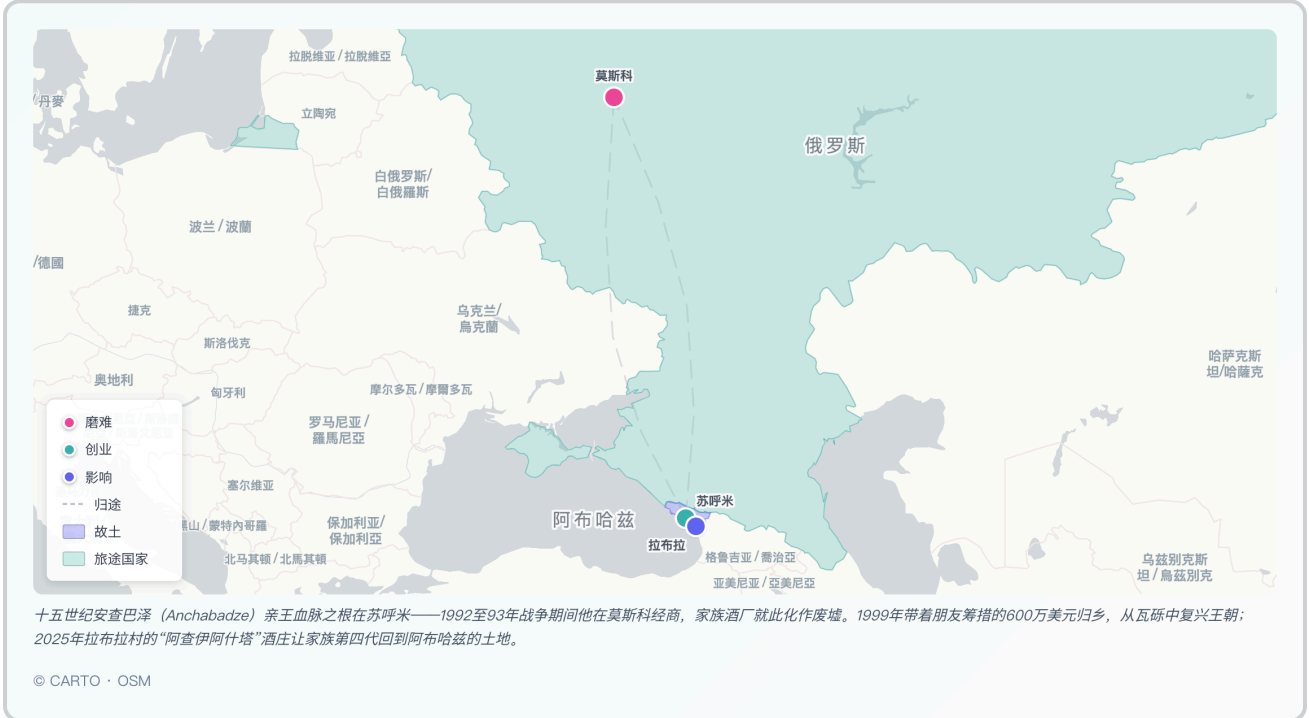 拉脱维亚 / 拉脫維亞
莫斯科
/ 丹麥
立陶宛
俄罗斯
白俄罗斯/
白俄羅斯
波兰 / 波蘭
/德國
捷克
乌克兰/
烏克蘭
斯洛伐克
哈萨克斯
坦/哈薩克
奥地利
匈牙利
摩尔多瓦 / 摩爾多瓦
罗马尼亚 /
羅馬尼亞
磨难
创业
影响
归途
故土
旅途国家
塞尔维亚
苏呼米
阿布哈兹
黑山 / 蒙特內哥羅
保加利亚/
保加利亞
拉布拉
北马其顿 / 北馬其頓
格鲁吉亚 / 喬治亞
乌兹别克斯
坦 / 烏茲別克
亚美尼亚 / 亞美尼亞
十五世纪安查巴泽（Anchabadze）亲王血脉之根在苏呼米——1992至93年战争期间他在莫斯科经商，家族酒厂就此化作废墟。1999年带着朋友筹措的600万美元归乡，从瓦砾中复兴王朝；
2025年拉布拉村的“阿查伊阿什塔”酒庄让家族第四代回到阿布哈兹的土地。
© CARTO · OSM